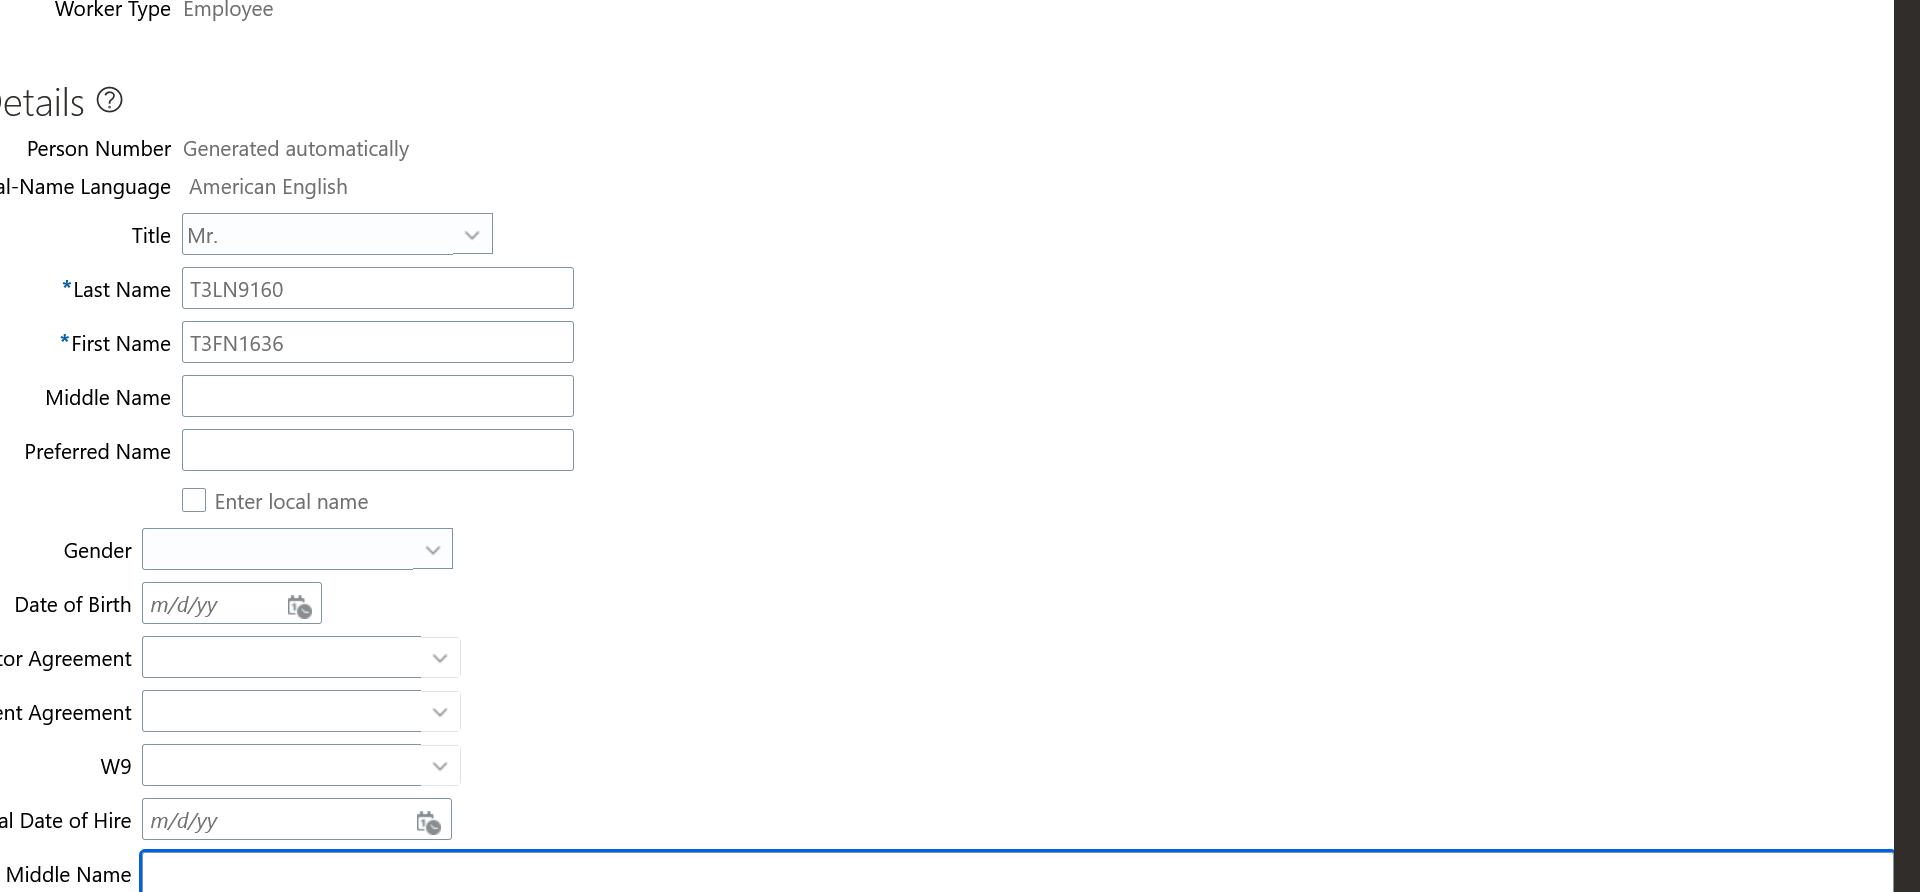 Worker Type Employee
etails ?
Person Number Generated automatically
al-Name Language American English
Title Mr.
*Last Name T3LN9160
*First Name T3FN1636
Middle Name
Preferred Name
Enter local name
Gender
Date of Birth m/d/yy
tor Agreement
ent Agreement
W9
al Date of Hire m/d/yy
Middle Name